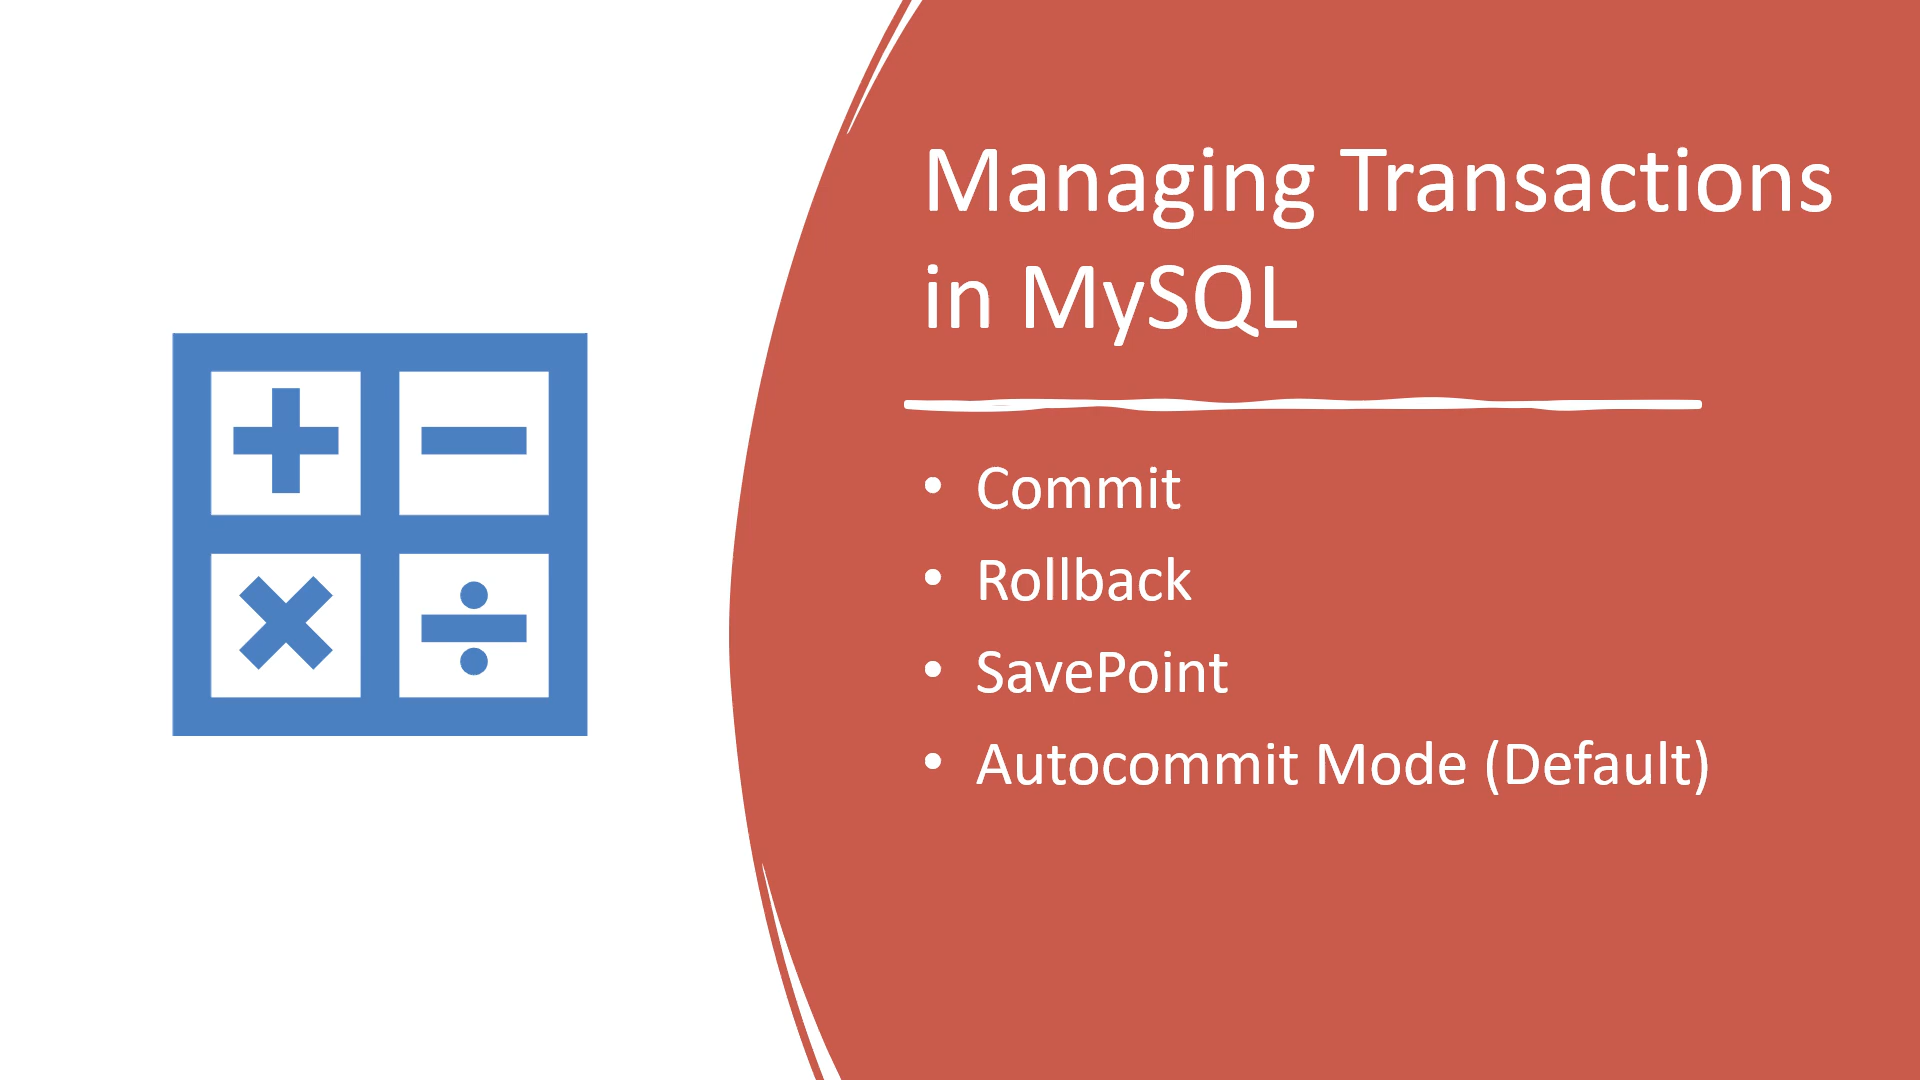 Managing Transactions
in MySQL
• Commit
• Rollback
• SavePoint
• Autocommit Mode (Default)